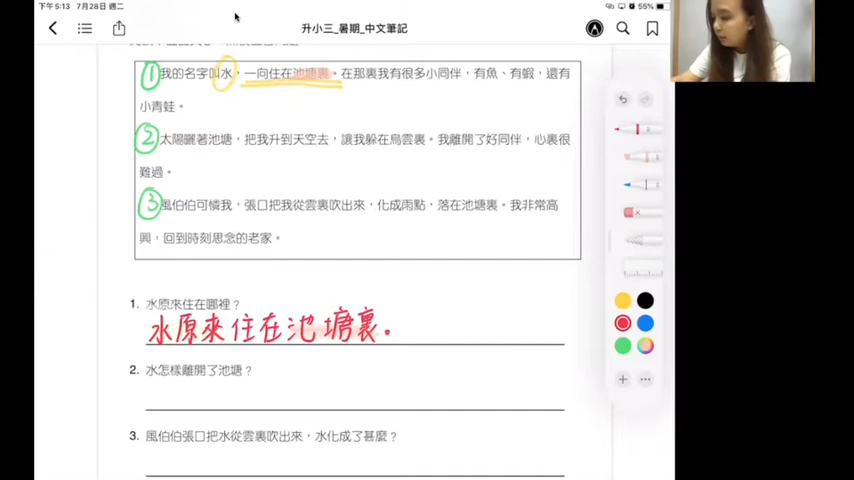 下午5:13 7月28日 週二
55%
升小三_暑期_中文筆記
1 我的名字叫水，一向住在池塘裏。在那裏我有很多小同伴，有魚、有蝦，還有
小青蛙。
2 太陽曬著池塘，把我升到天空去，讓我躲在烏雲裏。我離開了好同伴，心裏很
難過。
3 風伯伯可憐我，張口把我從雲裏吹出來，化成雨點，落在池塘裏。我非常高
興，回到時刻思念的老家。
1. 水原來住在哪裡？
水原來住在池塘裏。
2. 水怎樣離開了池塘？
3. 風伯伯張口把水從雲裏吹出來，水化成了甚麼？